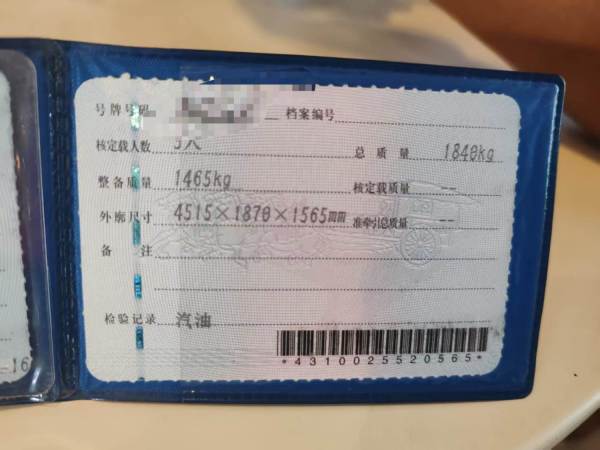 号牌号码 档案编号
核定载人数 5人 总质量 1840kg
整备质量 1465kg 核定载质量 --
外廓尺寸 4515×1870×1565mm 准牵引总质量 --
备注
检验记录 汽油
*4310025520565*
-16